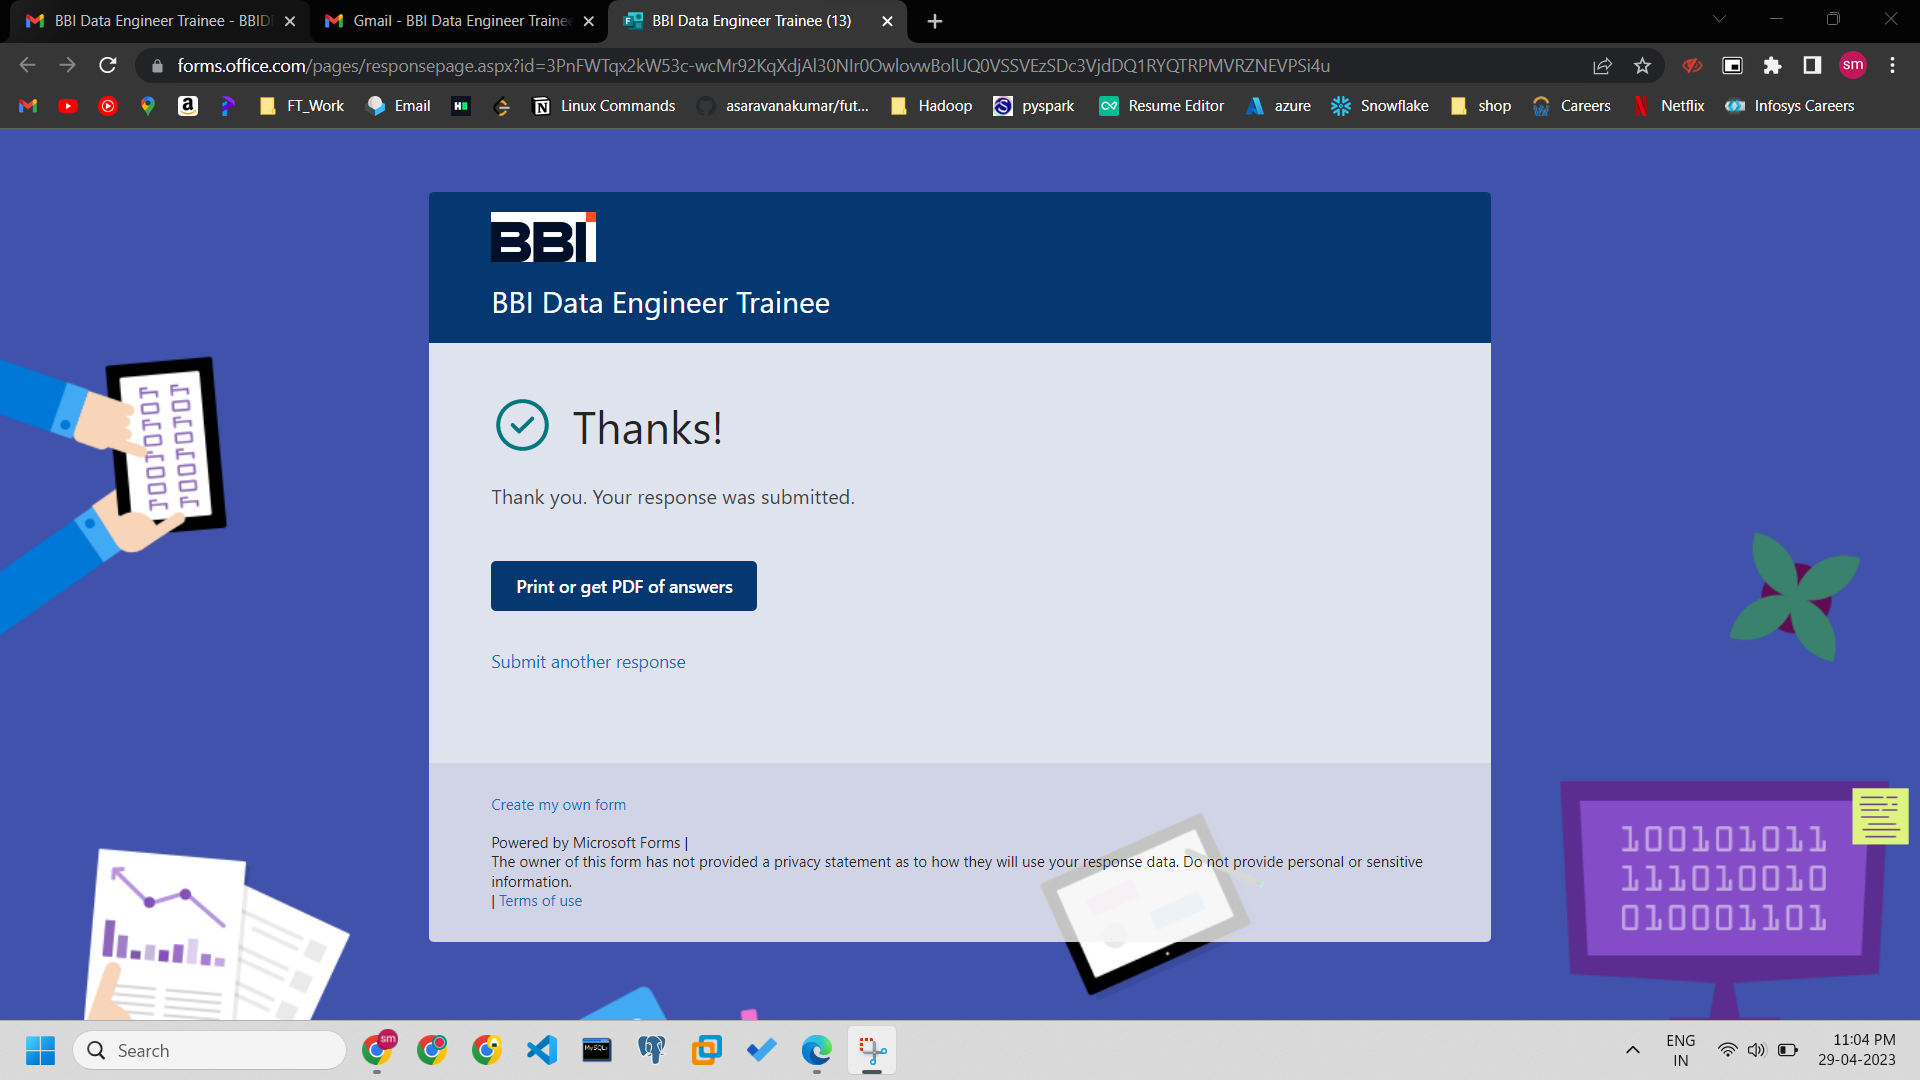 BBI Data Engineer Trainee - BBID
Gmail - BBI Data Engineer Trainee
BBI Data Engineer Trainee (13)
forms.office.com/pages/responsepage.aspx?id=3PnFWTqx2kW53c-wcMr92KqXdjAl30NIr0OwlovwBolUQ0VSSVEzSDc3VjdDQ1RYQTRPMVRZNEVPSi4u
sm
FT_Work
Email
Linux Commands
asaravanakumar/fut...
Hadoop
pyspark
Resume Editor
azure
Snowflake
shop
Careers
Netflix
Infosys Careers
BBI
BBI Data Engineer Trainee
Thanks!
Thank you. Your response was submitted.
Print or get PDF of answers
Submit another response
Create my own form
Powered by Microsoft Forms |
The owner of this form has not provided a privacy statement as to how they will use your response data. Do not provide personal or sensitive
information.
| Terms of use
100101011
111010010
010001101
Search
sm
MySQL
ENG
IN
11:04 PM
29-04-2023